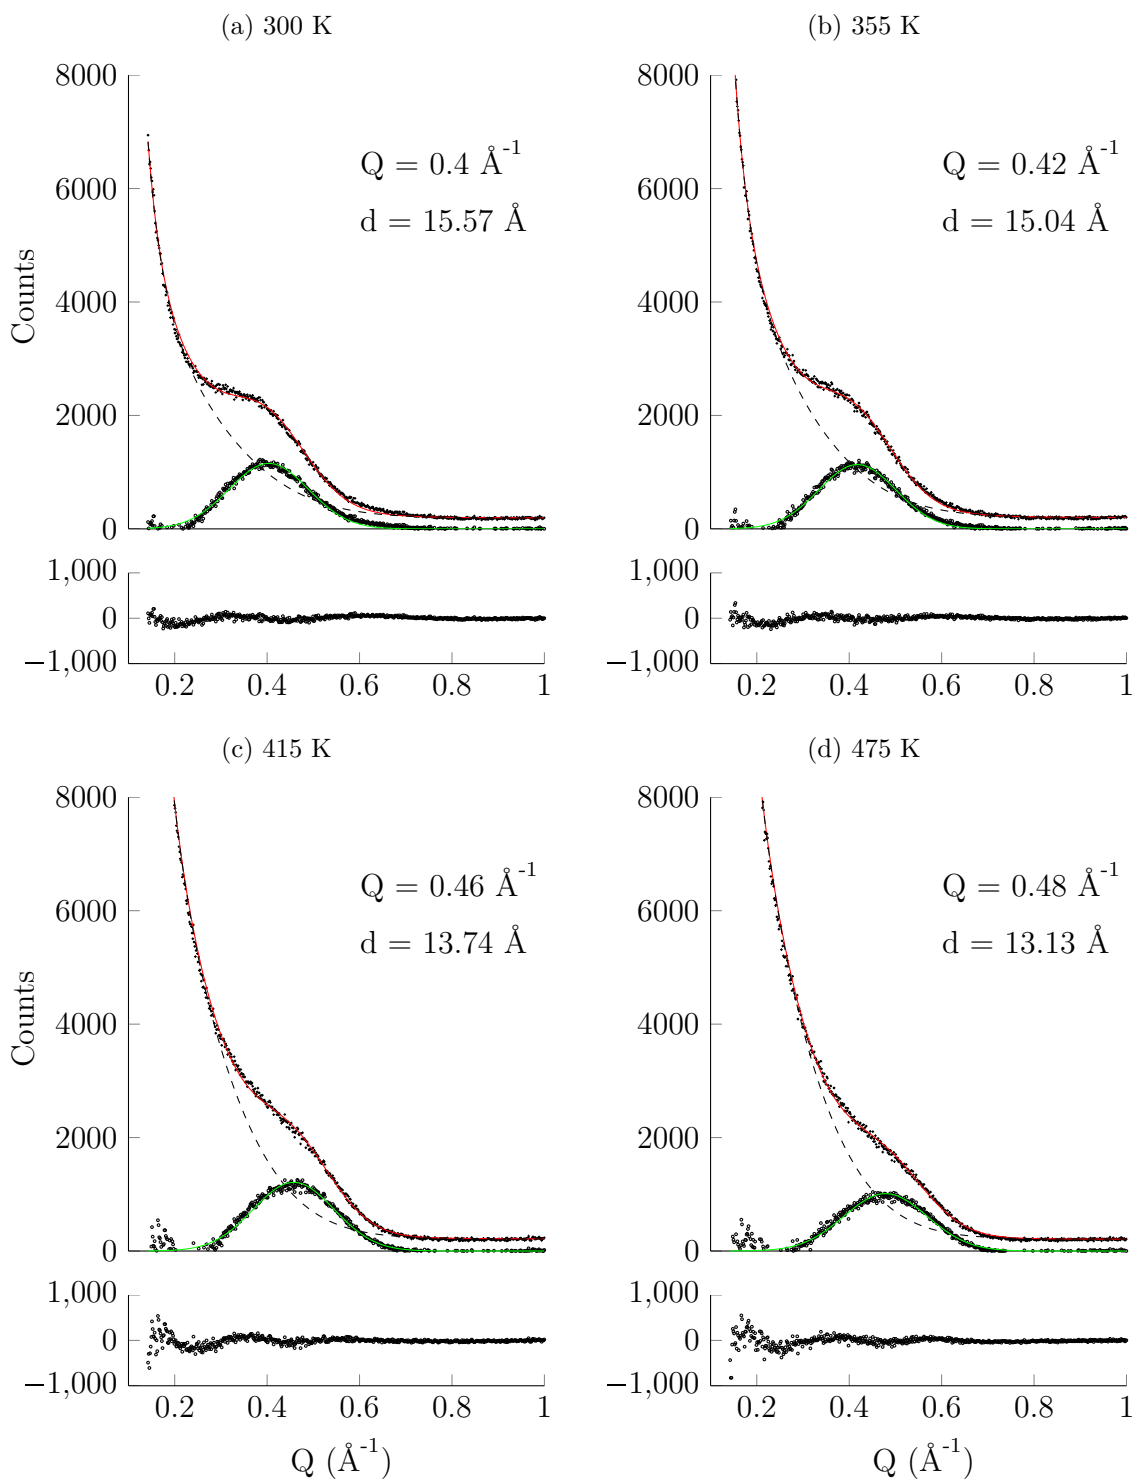 (a) 300 K
(b) 355 K
8000
6000
4000
2000
0
Counts
Q = 0.4 Å⁻¹
d = 15.57 Å
8000
6000
4000
2000
0
Q = 0.42 Å⁻¹
d = 15.04 Å
1,000
0
−1,000
0.2 0.4 0.6 0.8 1
1,000
0
−1,000
0.2 0.4 0.6 0.8 1
(c) 415 K
(d) 475 K
8000
6000
4000
2000
0
Counts
Q = 0.46 Å⁻¹
d = 13.74 Å
8000
6000
4000
2000
0
Q = 0.48 Å⁻¹
d = 13.13 Å
1,000
0
−1,000
0.2 0.4 0.6 0.8 1
Q (Å⁻¹)
1,000
0
−1,000
0.2 0.4 0.6 0.8 1
Q (Å⁻¹)